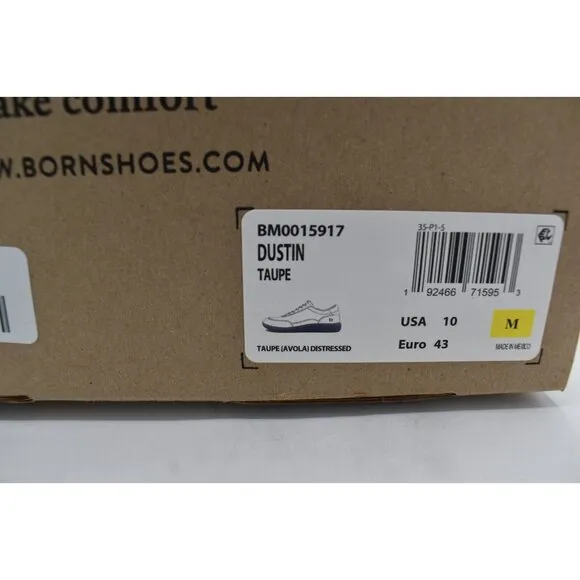 ake comfort
W.BORNSHOES.COM
BM0015917
DUSTIN
TAUPE
35-P1-5
1 92466 71595 3
USA 10 M
Euro 43
TAUPE (AVOLA) DISTRESSED
MADE IN MEXICO